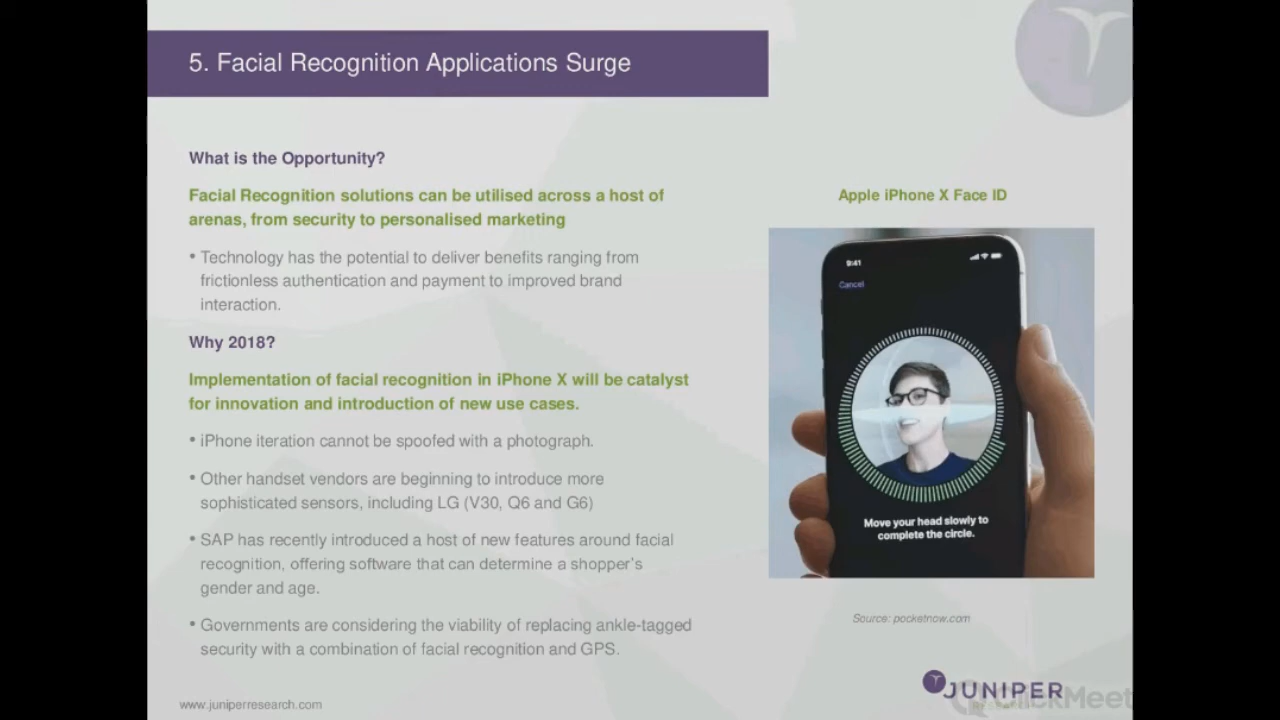 5. Facial Recognition Applications Surge
What is the Opportunity?
Facial Recognition solutions can be utilised across a host of
arenas, from security to personalised marketing
• Technology has the potential to deliver benefits ranging from
frictionless authentication and payment to improved brand
interaction.
Why 2018?
Implementation of facial recognition in iPhone X will be catalyst
for innovation and introduction of new use cases.
• iPhone iteration cannot be spoofed with a photograph.
• Other handset vendors are beginning to introduce more
sophisticated sensors, including LG (V30, Q6 and G6)
• SAP has recently introduced a host of new features around facial
recognition, offering software that can determine a shopper's
gender and age.
• Governments are considering the viability of replacing ankle-tagged
security with a combination of facial recognition and GPS.
Apple iPhone X Face ID
9:41
Cancel
Move your head slowly to
complete the circle.
Source: pocketnow.com
www.juniperresearch.com
JUNIPER